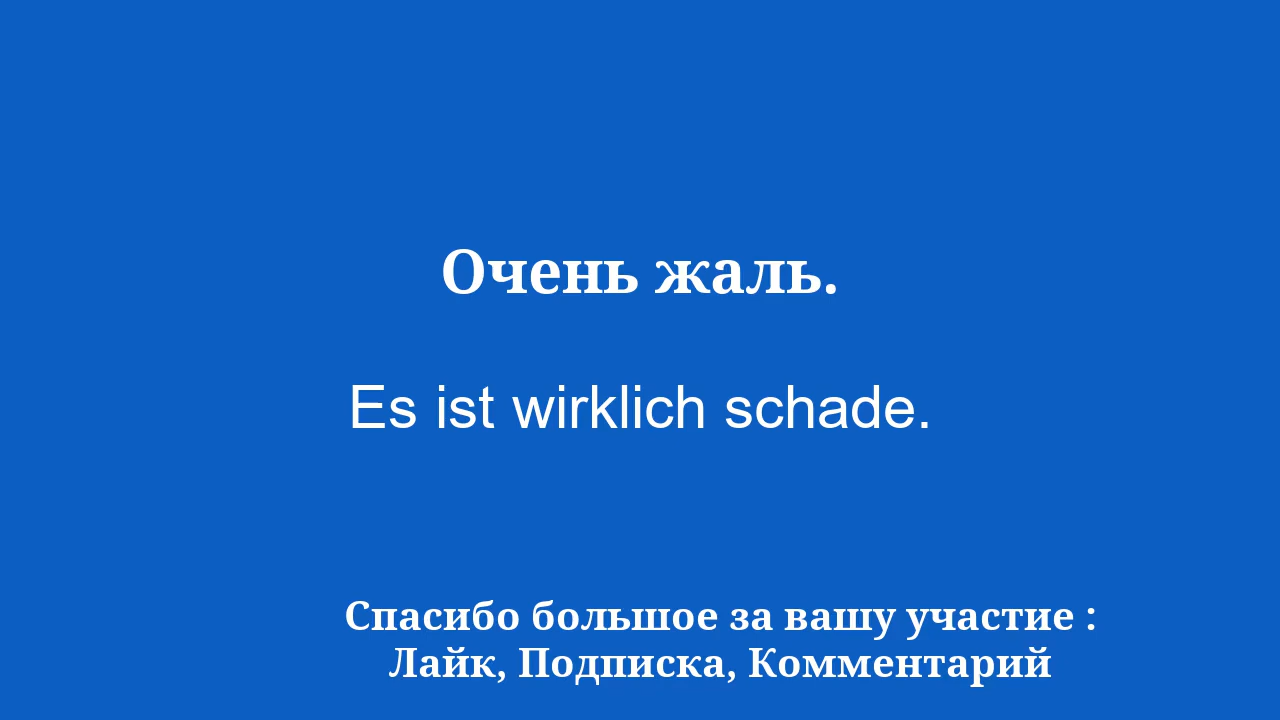 Очень жаль.
Es ist wirklich schade.
Спасибо большое за вашу участие :
Лайк, Подписка, Комментарий